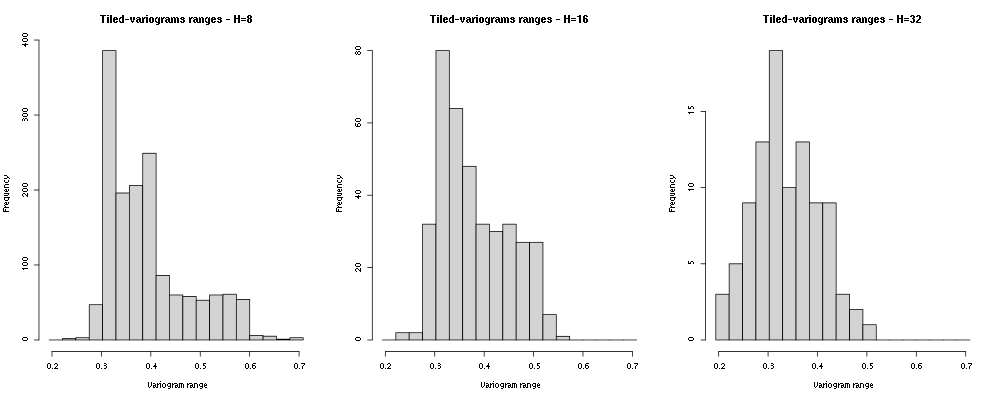 Tiled-variograms ranges - H=8
Frequency
400
300
200
100
0
0.2 0.3 0.4 0.5 0.6 0.7
Variogram range
Tiled-variograms ranges - H=16
Frequency
80
60
40
20
0
0.2 0.3 0.4 0.5 0.6 0.7
Variogram range
Tiled-variograms ranges - H=32
Frequency
15
10
5
0
0.2 0.3 0.4 0.5 0.6 0.7
Variogram range